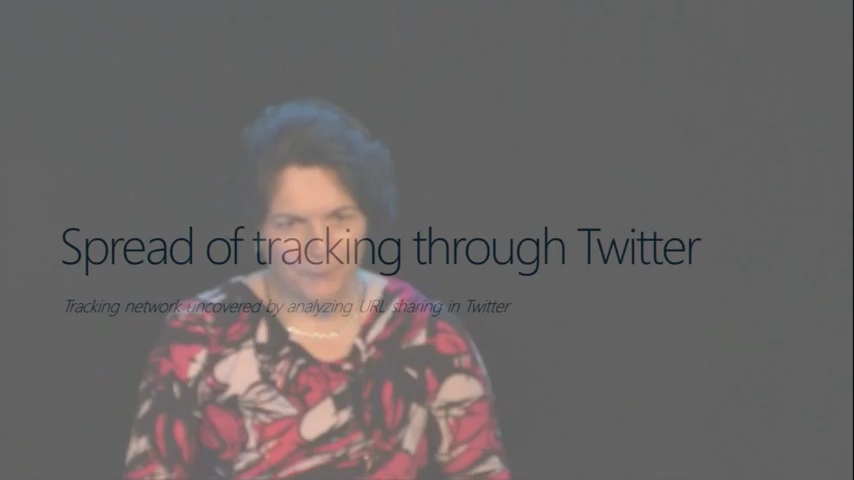 Spread of tracking through Twitter
Tracking network uncovered by analyzing URL sharing in Twitter